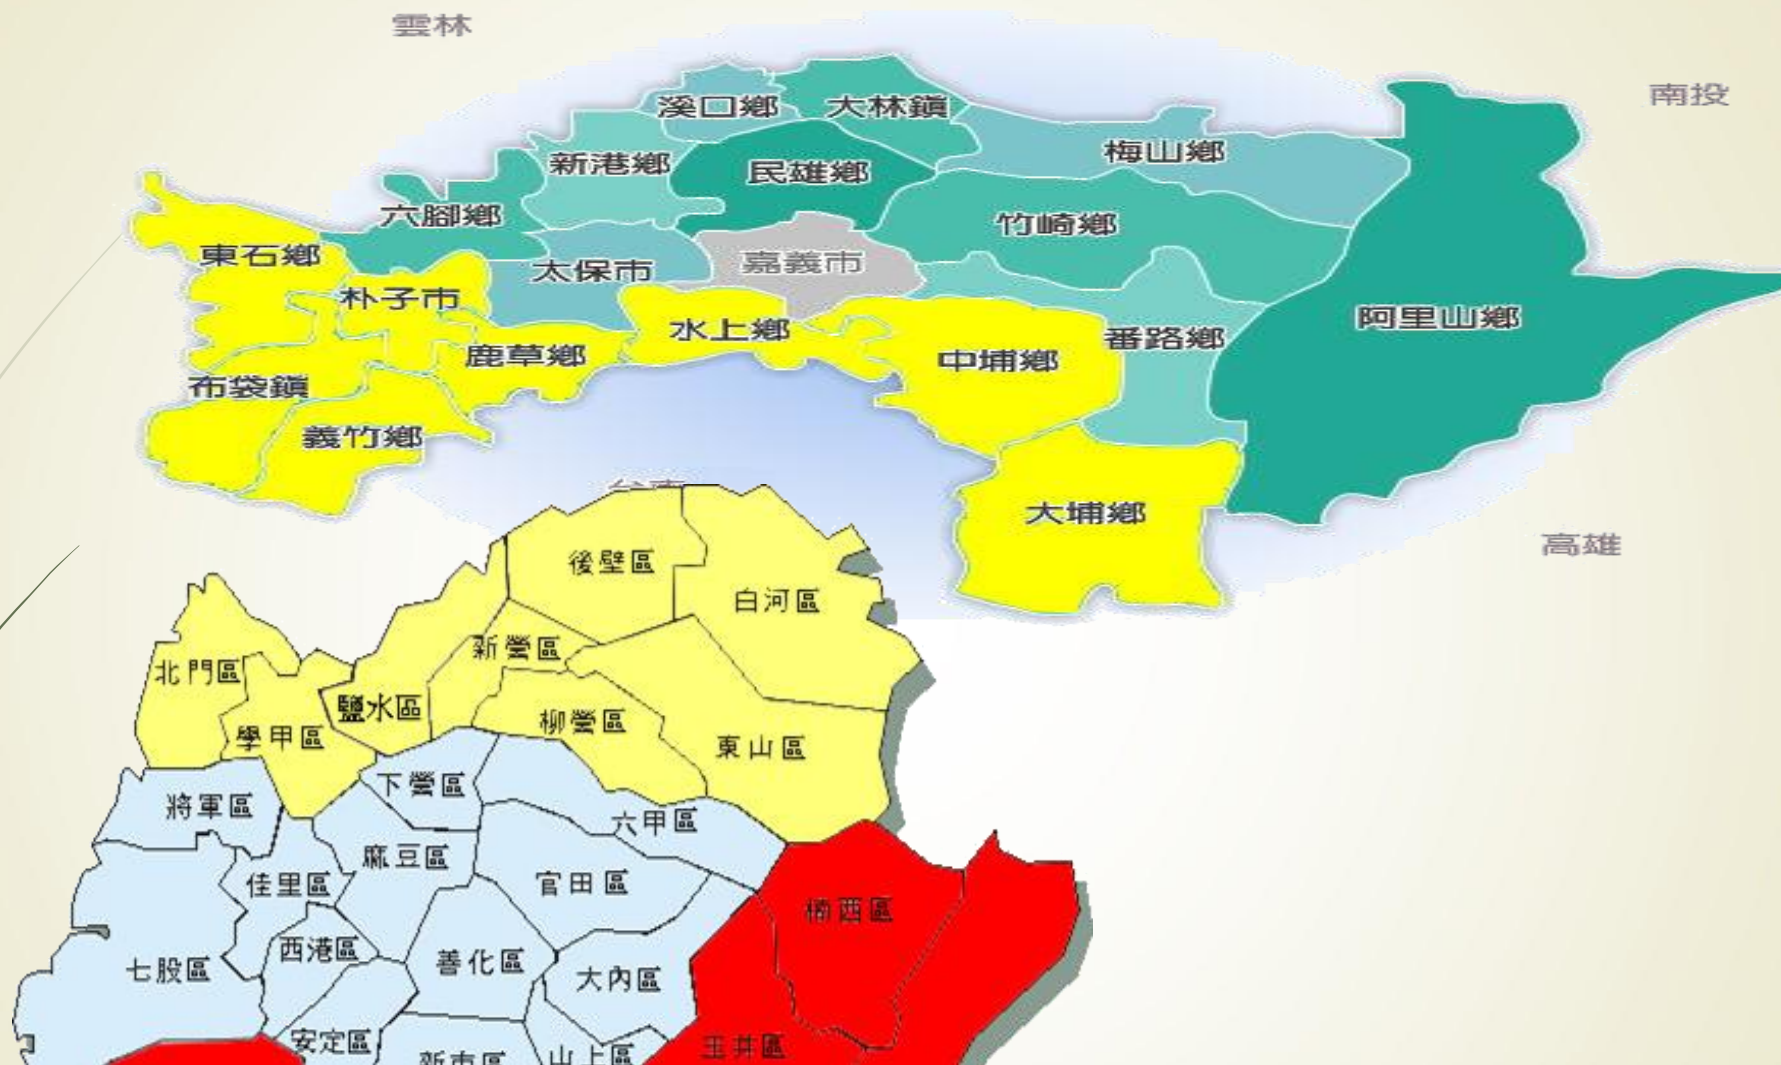 雲林
南投
溪口鄉
大林鎮
新港鄉
民雄鄉
梅山鄉
六腳鄉
竹崎鄉
東石鄉
太保市
嘉義市
朴子市
水上鄉
阿里山鄉
鹿草鄉
中埔鄉
番路鄉
布袋鎮
義竹鄉
大埔鄉
高雄
後壁區
白河區
新營區
北門區
鹽水區
學甲區
柳營區
東山區
下營區
將軍區
六甲區
麻豆區
佳里區
官田區
楠西區
西港區
善化區
七股區
大內區
安定區
玉井區
山上區